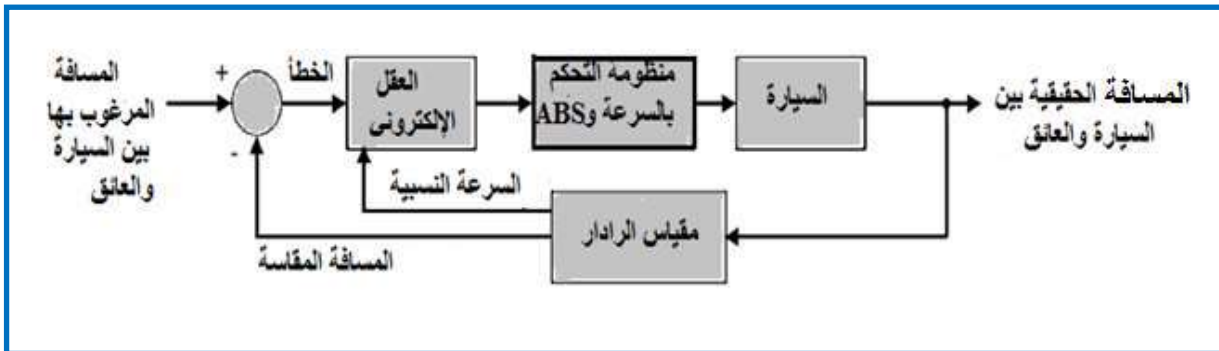 المسافة
المرغوب بها
بين السيارة
والعائق
+
-
الخطأ
العقل
الإلكتروني
منظومة التحكم
بالسرعة وABS
السيارة
المسافة الحقيقية بين
السيارة والعائق
السرعة النسبية
مقياس الرادار
المسافة المقاسة